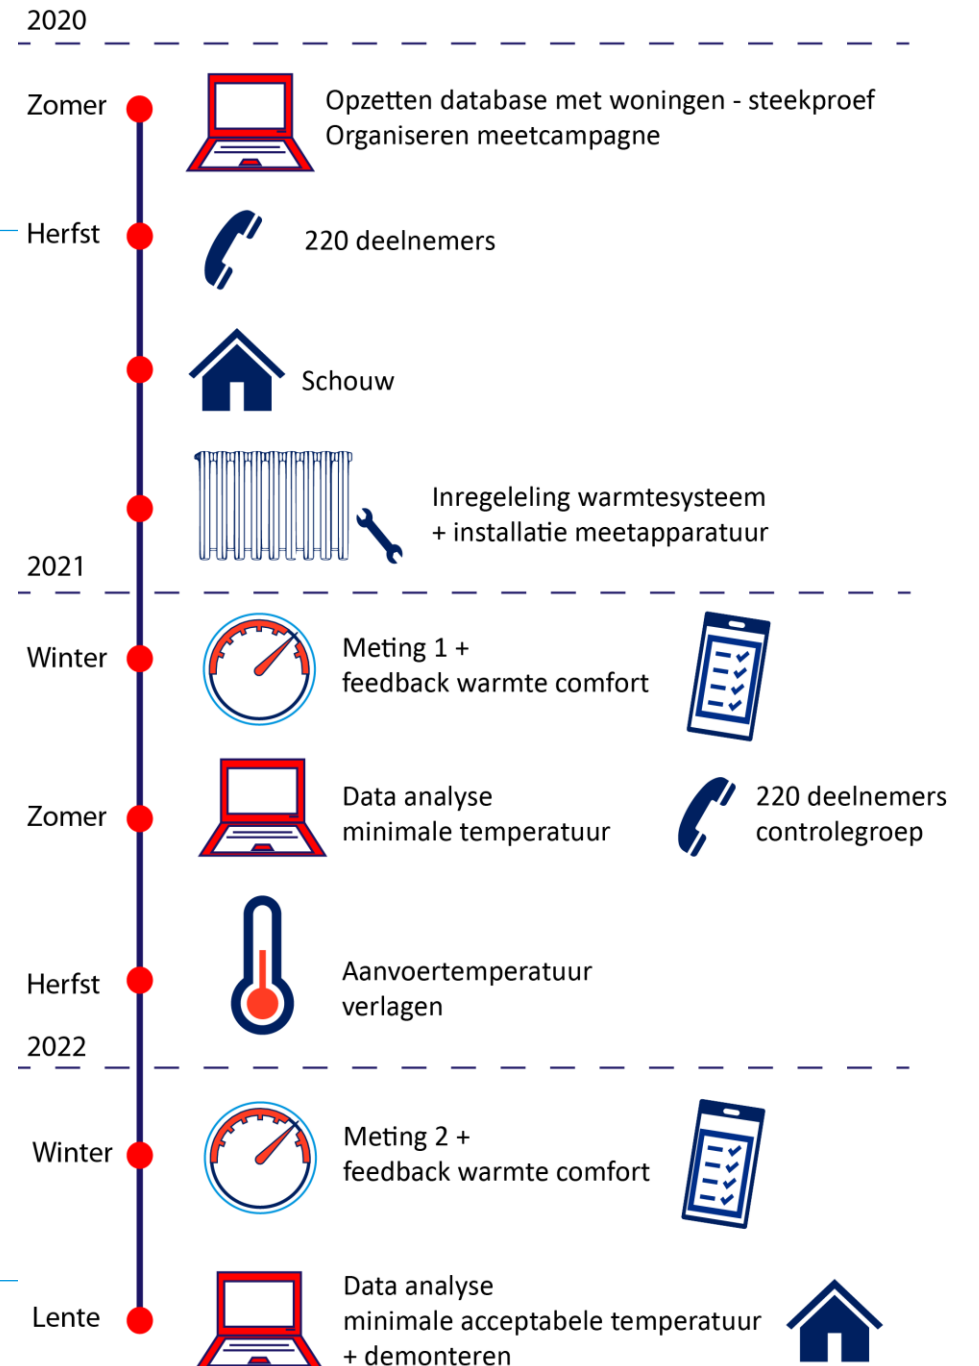 2020
Zomer
Opzetten database met woningen - steekproef
Organiseren meetcampagne
Herfst
220 deelnemers
Schouw
Inregeleling warmtesysteem
+ installatie meetapparatuur
2021
Winter
Meting 1 +
feedback warmte comfort
Zomer
Data analyse
minimale temperatuur
220 deelnemers
controlegroep
Herfst
Aanvoertemperatuur
verlagen
2022
Winter
Meting 2 +
feedback warmte comfort
Lente
Data analyse
minimale acceptabele temperatuur
+ demonteren